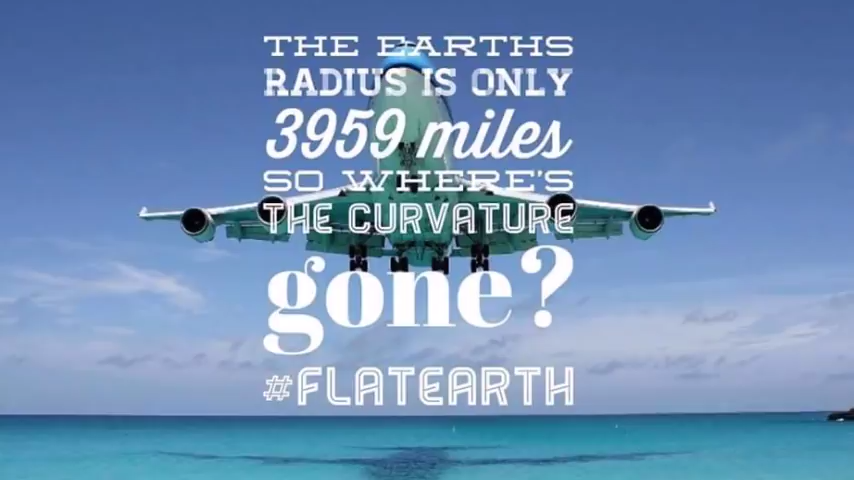 THE EARTHS
RADIUS IS ONLY
3959 miles
SO WHERE'S
THE CURVATURE
gone?
#FLATEARTH